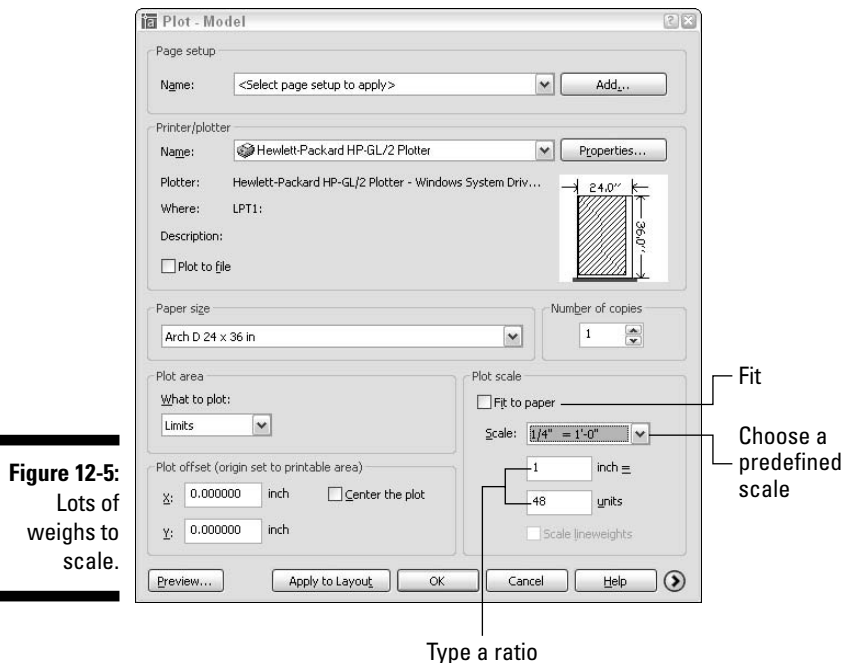 Plot - Model
Page setup
Name: <Select page setup to apply> Add...
Printer/plotter
Name: Hewlett-Packard HP-GL/2 Plotter Properties...
Plotter: Hewlett-Packard HP-GL/2 Plotter - Windows System Driv...
Where: LPT1:
Description:
Plot to file
24.0''
36.0''
Paper size
Arch D 24 x 36 in
Number of copies
1
Plot area
What to plot:
Limits
Plot offset (origin set to printable area)
X: 0.000000 inch Center the plot
Y: 0.000000 inch
Plot scale
Fit to paper
Scale: 1/4" = 1'-0"
1 inch =
48 units
Scale lineweights
Preview... Apply to Layout OK Cancel Help
Fit
Choose a
predefined
scale
Type a ratio
Figure 12-5:
Lots of
weighs to
scale.